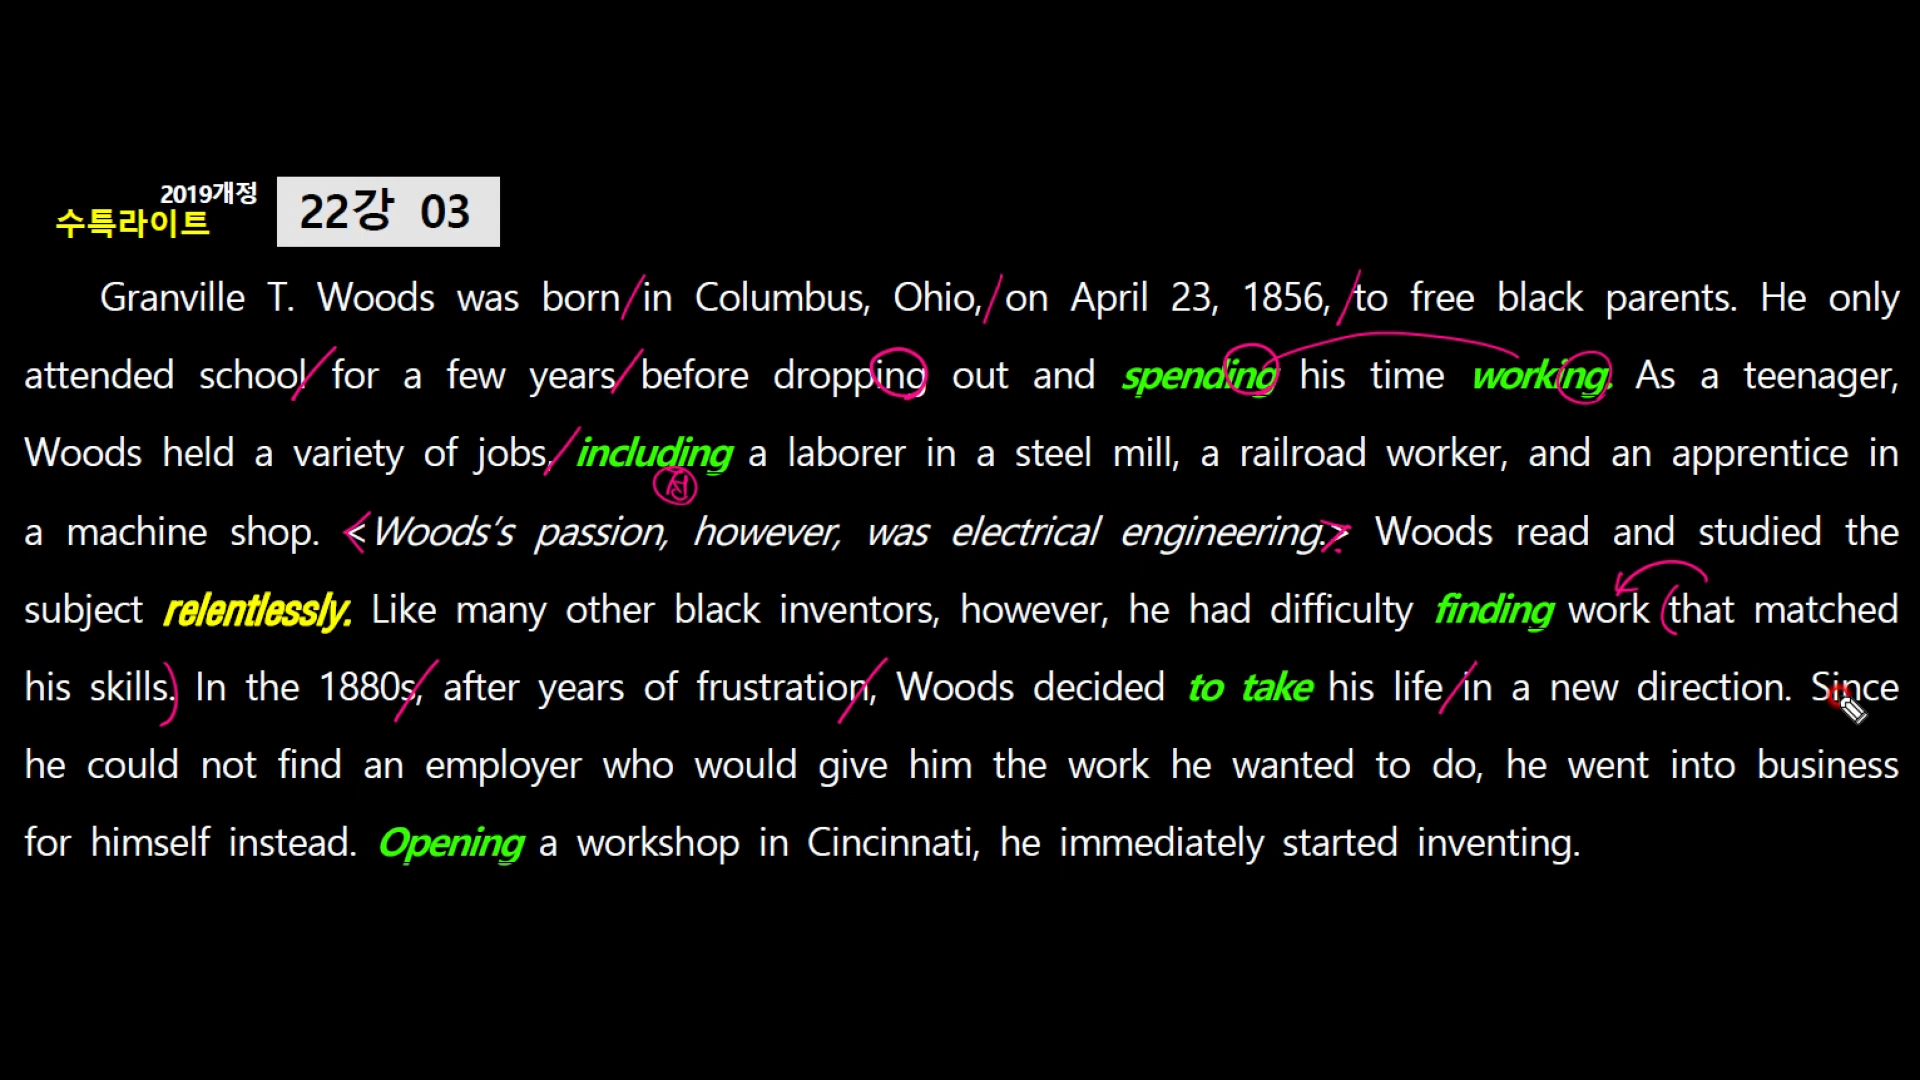 2019개정
수특라이트
22강 03
Granville T. Woods was born in Columbus, Ohio, on April 23, 1856, to free black parents. He only
attended school for a few years before dropping out and spending his time working. As a teenager,
Woods held a variety of jobs, including a laborer in a steel mill, a railroad worker, and an apprentice in
전
a machine shop. <Woods's passion, however, was electrical engineering.> Woods read and studied the
subject relentlessly. Like many other black inventors, however, he had difficulty finding work that matched
his skills. In the 1880s, after years of frustration, Woods decided to take his life in a new direction. Since
he could not find an employer who would give him the work he wanted to do, he went into business
for himself instead. Opening a workshop in Cincinnati, he immediately started inventing.